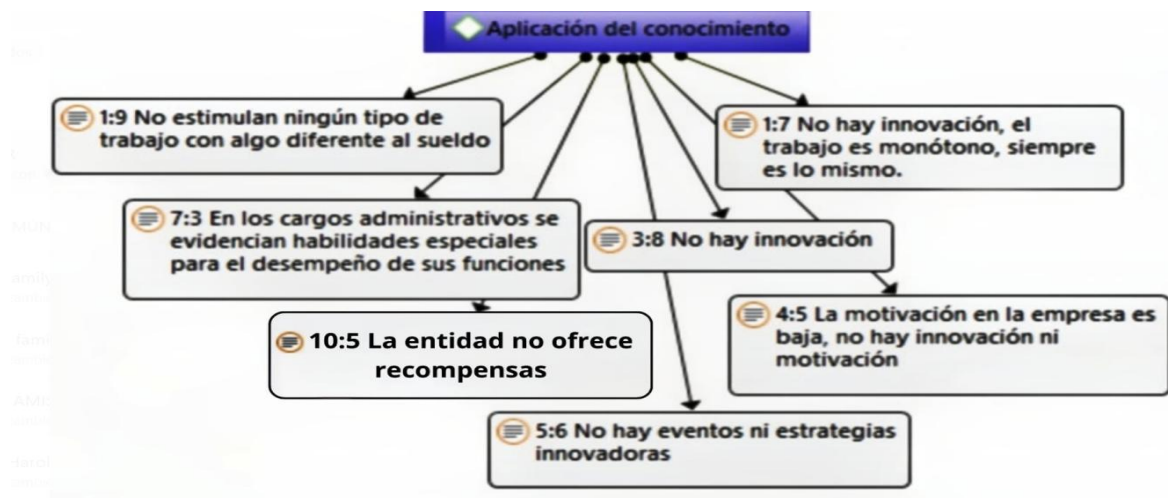 Aplicación del conocimiento
1:9 No estimulan ningún tipo de
trabajo con algo diferente al sueldo
1:7 No hay innovación, el
trabajo es monótono, siempre
es lo mismo.
7:3 En los cargos administrativos se
evidencian habilidades especiales
para el desempeño de sus funciones
3:8 No hay innovación
10:5 La entidad no ofrece
recompensas
4:5 La motivación en la empresa es
baja, no hay innovación ni
motivación
5:6 No hay eventos ni estrategias
innovadoras